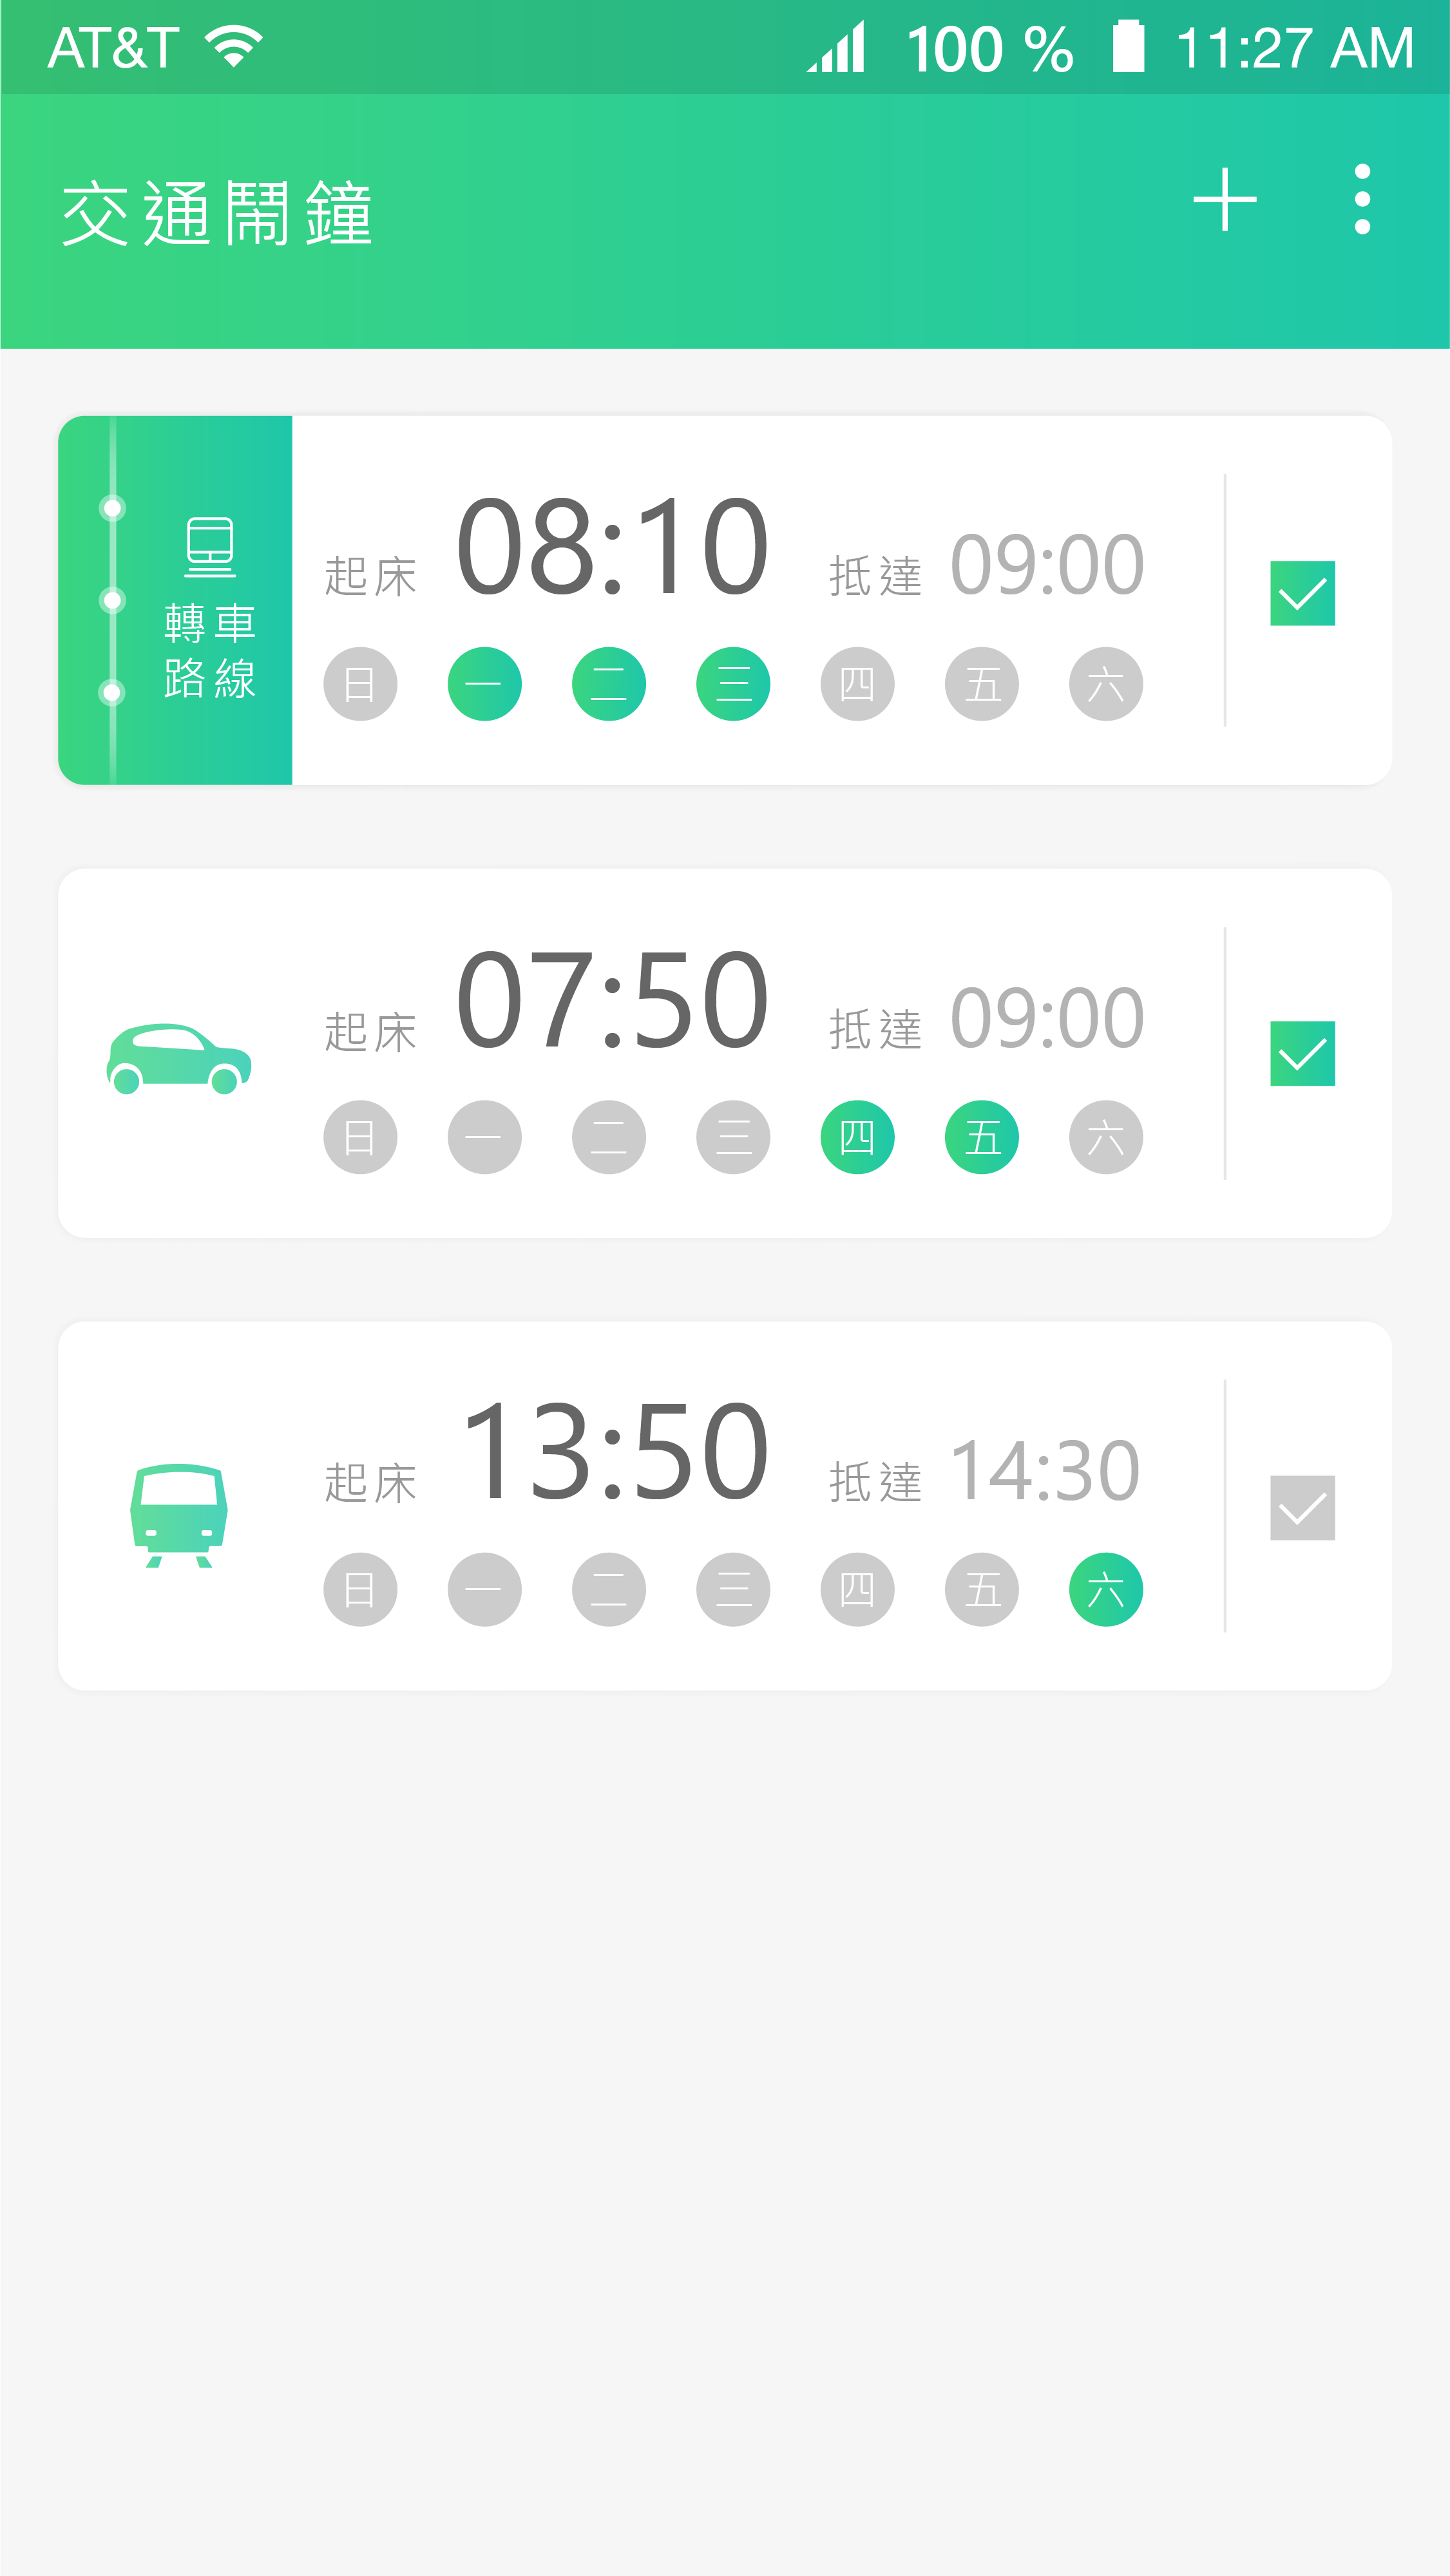 AT&T 100 % 11:27 AM
交通鬧鐘
轉車
路線
起床 08:10 抵達 09:00
日 一 二 三 四 五 六
起床 07:50 抵達 09:00
日 一 二 三 四 五 六
起床 13:50 抵達 14:30
日 一 二 三 四 五 六